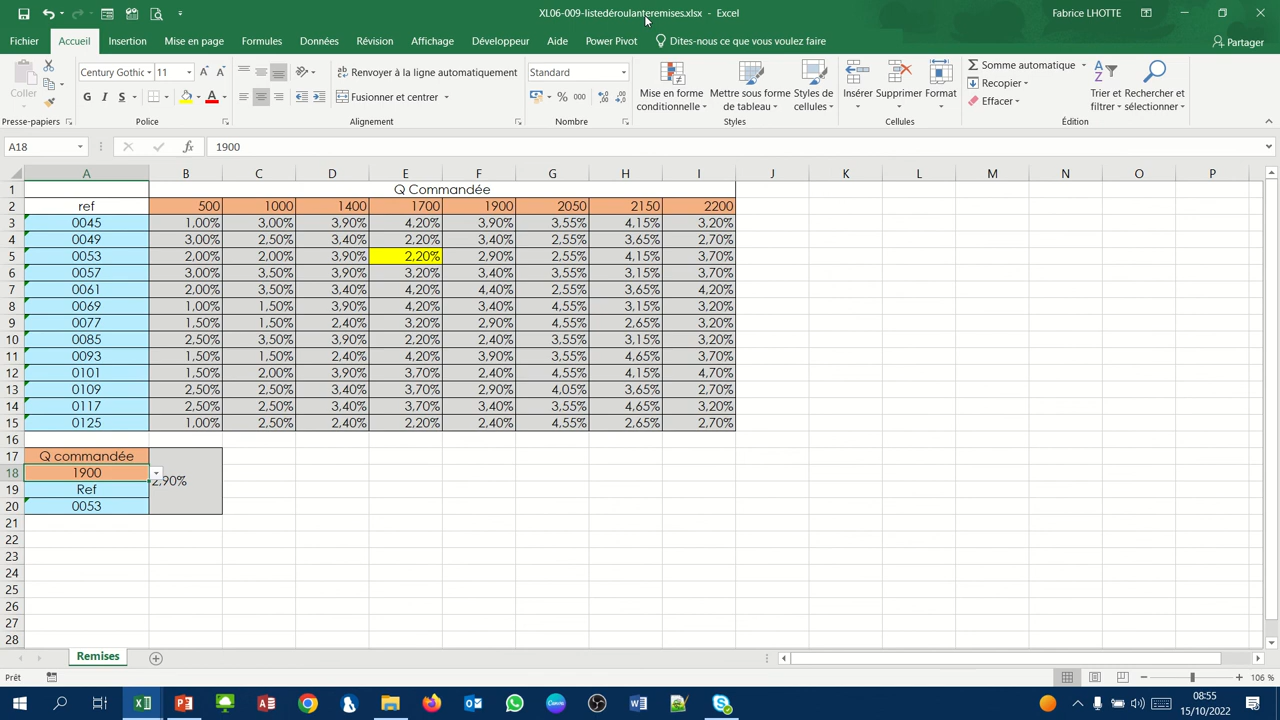 XL06-009-listedéroulanteremises.xlsx - Excel
Fabrice LHOTTE
Fichier Accueil Insertion Mise en page Formules Données Révision Affichage Développeur Aide Power Pivot Dites-nous ce que vous voulez faire Partager
Century Gothic 11 Renvoyer à la ligne automatiquement Standard Somme automatique
Coller Mise en forme conditionnelle Mettre sous forme de tableau Styles de cellules Insérer Supprimer Format Recopier Trier et filtrer Rechercher et sélectionner
G I S Fusionner et centrer % 000 Effacer
Presse-papiers Police Alignement Nombre Styles Cellules Édition
A18 fx 1900
A B C D E F G H I J K L M N O P
1 Q Commandée
2 ref 500 1000 1400 1700 1900 2050 2150 2200
3 0045 1,00% 3,00% 3,90% 4,20% 3,90% 3,55% 4,15% 3,20%
4 0049 3,00% 2,50% 3,40% 2,20% 3,40% 2,55% 3,65% 2,70%
5 0053 2,00% 2,00% 3,90% 2,20% 2,90% 2,55% 4,15% 3,70%
6 0057 3,00% 3,50% 3,90% 3,20% 3,40% 3,55% 3,15% 3,70%
7 0061 2,00% 3,50% 3,40% 4,20% 4,40% 2,55% 3,65% 4,20%
8 0069 1,00% 1,50% 3,90% 4,20% 3,40% 4,55% 3,15% 3,20%
9 0077 1,50% 1,50% 2,40% 3,20% 2,90% 4,55% 2,65% 3,20%
10 0085 2,50% 3,50% 3,90% 2,20% 2,40% 3,55% 3,15% 3,20%
11 0093 1,50% 1,50% 2,40% 4,20% 3,90% 3,55% 4,65% 3,70%
12 0101 1,50% 2,00% 3,90% 3,70% 2,40% 4,55% 4,15% 4,70%
13 0109 2,50% 2,50% 3,40% 3,70% 2,90% 4,05% 3,65% 2,70%
14 0117 2,50% 2,50% 3,40% 3,70% 3,40% 3,55% 4,65% 3,20%
15 0125 1,00% 2,50% 2,40% 2,20% 2,40% 4,55% 2,65% 2,70%
16
17 Q commandée
18 1900
2,90%
19 Ref
20 0053
21
22
23
24
25
26
27
28
Remises
Prêt 106 %
08:55
15/10/2022